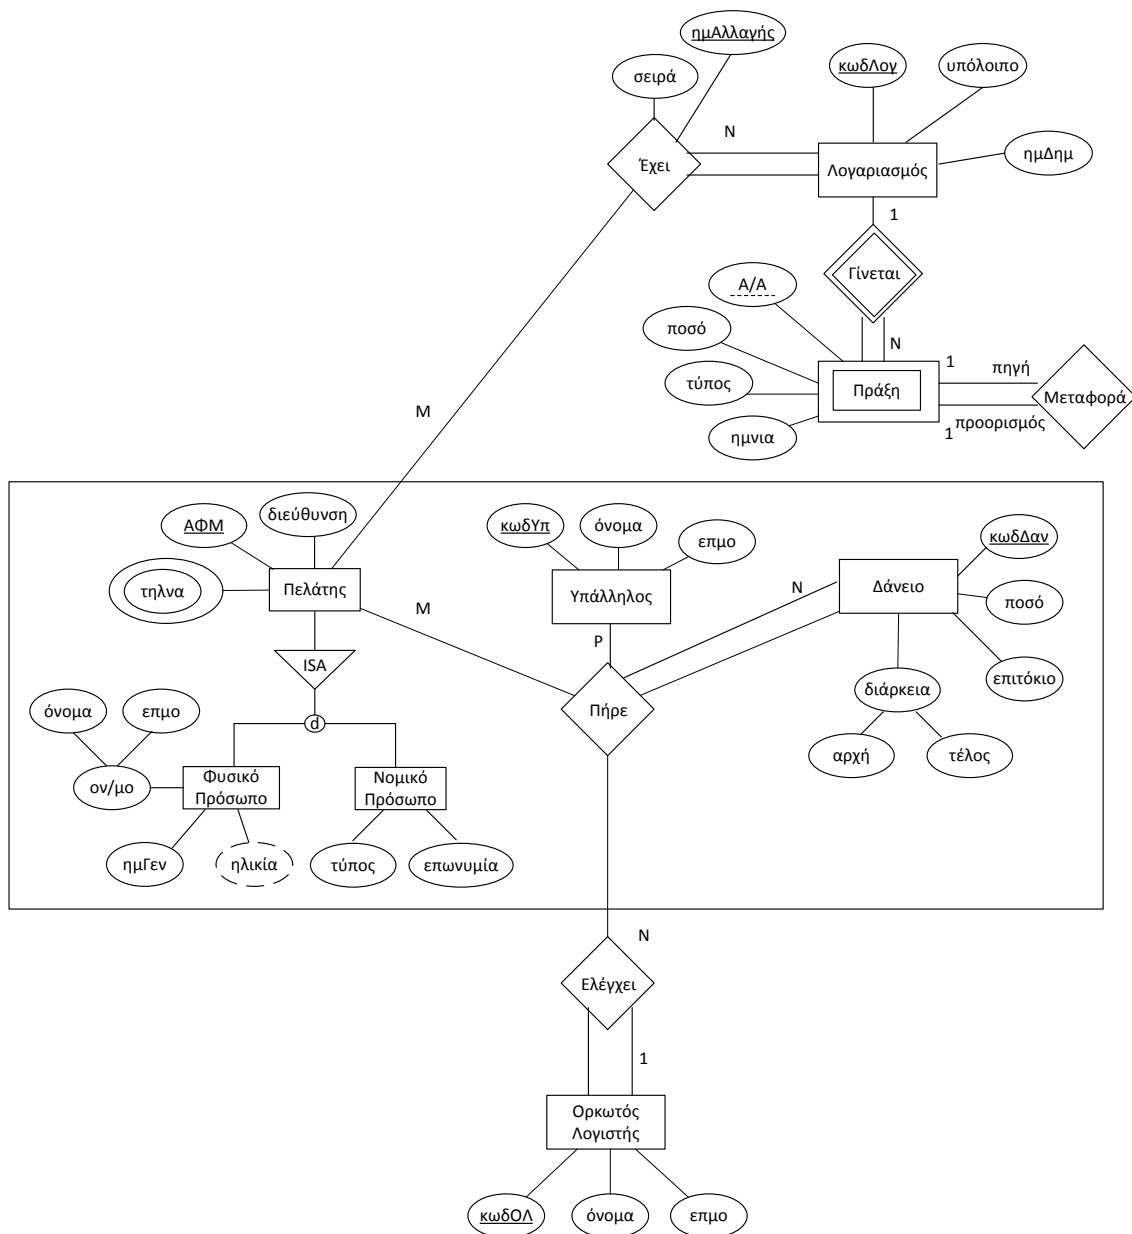 ημΑλλαγής
σειρά
κωδΛογ
υπόλοιπο
Ν
Έχει
Λογαριασμός
ημΔημ
1
Γίνεται
Α/Α
ποσό
Ν
1
πηγή
τύπος
Πράξη
Μεταφορά
Μ
προορισμός
1
ημνια
ΑΦΜ
διεύθυνση
κωδΥπ
όνομα
επμο
κωδΔαν
τηλνα
Πελάτης
Υπάλληλος
Ν
Δάνειο
ποσό
Μ
P
ISA
επιτόκιο
διάρκεια
όνομα
επμο
d
Πήρε
αρχή
τέλος
ον/μο
Φυσικό
Πρόσωπο
Νομικό
Πρόσωπο
ημΓεν
ηλικία
τύπος
επωνυμία
Ν
Ελέγχει
1
Ορκωτός
Λογιστής
κωδΟΛ
όνομα
επμο